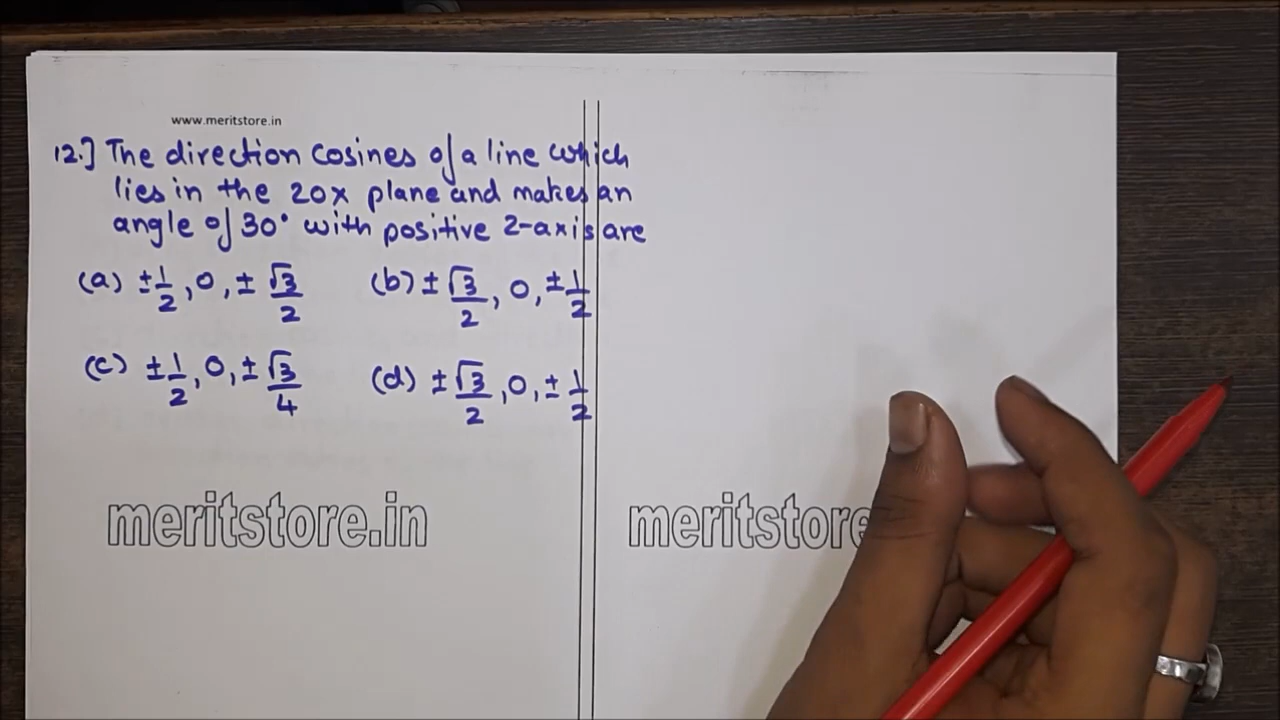 www.meritstore.in
12.] The direction cosines of a line which
lies in the zox plane and makes an
angle of 30° with positive z-axis are
(a) ±1/2, 0, ±√3/2 (b) ±√3/2, 0, ±1/2
(c) ±1/2, 0, ±√3/4 (d) ±√3/2, 0, ±1/2
meritstore.in meritstore